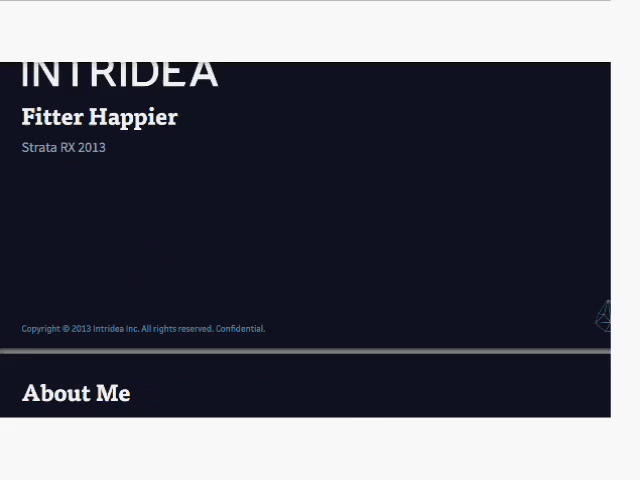 INTRIDEA
Fitter Happier
Strata RX 2013
Copyright © 2013 Intridea Inc. All rights reserved. Confidential.
About Me